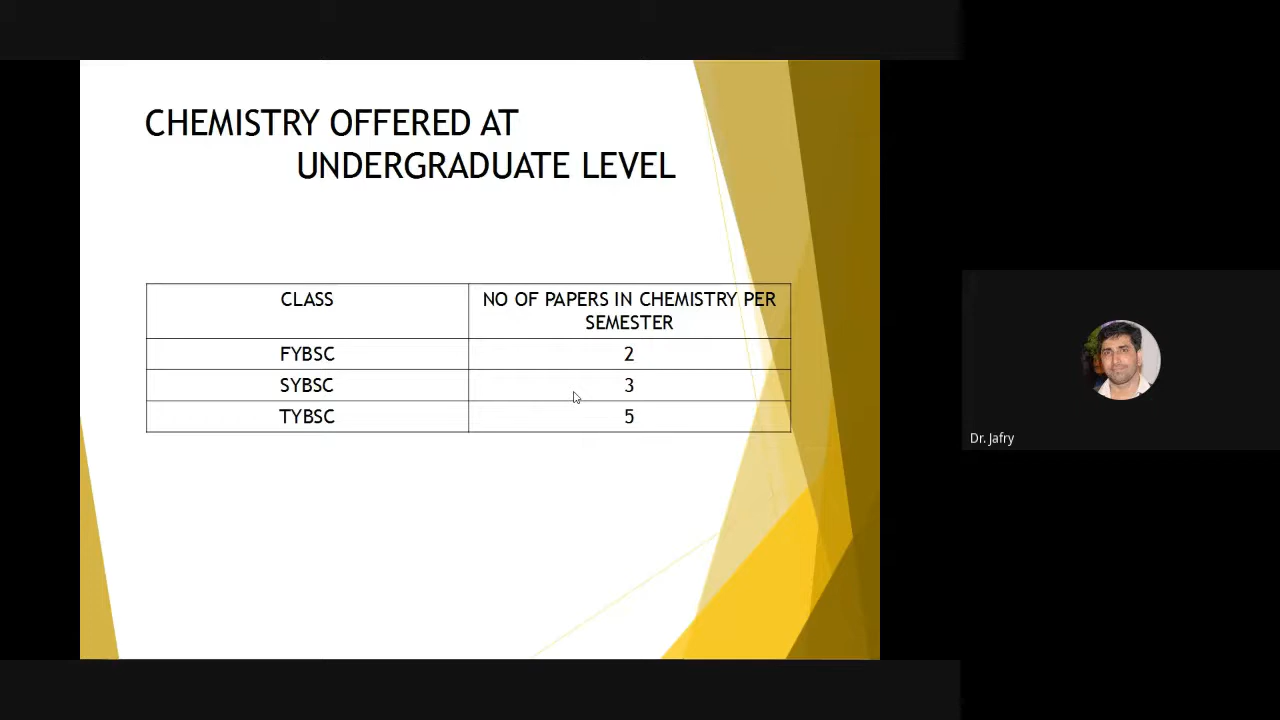 CHEMISTRY OFFERED AT
UNDERGRADUATE LEVEL
CLASS
NO OF PAPERS IN CHEMISTRY PER
SEMESTER
FYBSC 2
SYBSC 3
TYBSC 5
Dr. Jafry